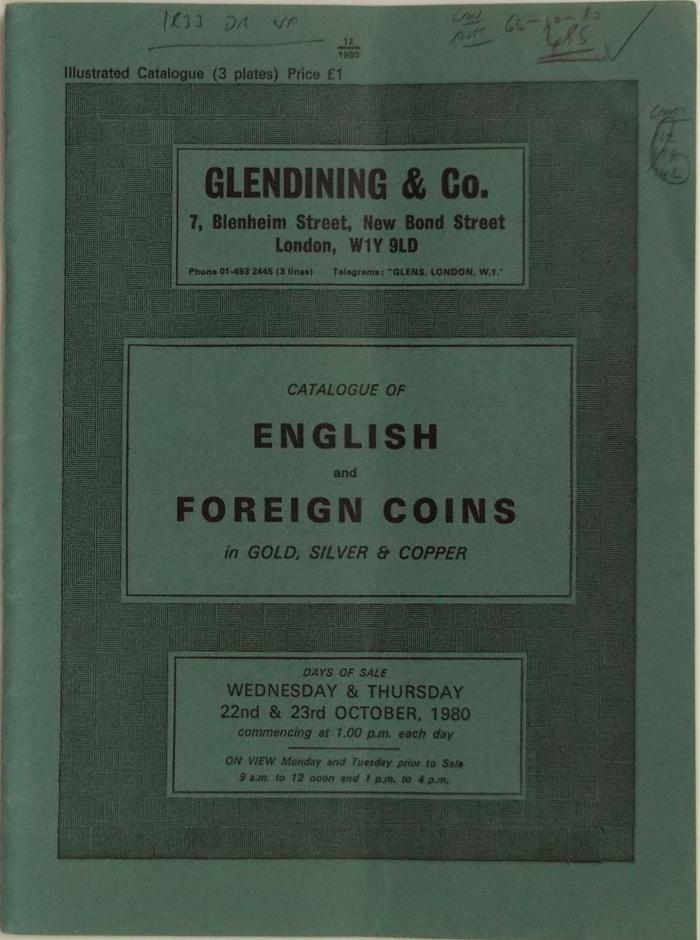 12
1980
Illustrated Catalogue (3 plates) Price £1
GLENDINING & Co.
7, Blenheim Street, New Bond Street
London, W1Y 9LD
Phone 01-493 2445 (3 lines) Telegrams: "GLENS, LONDON, W.1."
CATALOGUE OF
ENGLISH
and
FOREIGN COINS
in GOLD, SILVER & COPPER
DAYS OF SALE
WEDNESDAY & THURSDAY
22nd & 23rd OCTOBER, 1980
commencing at 1.00 p.m. each day
ON VIEW Monday and Tuesday prior to Sale
9 a.m. to 12 noon and 1 p.m. to 4 p.m.